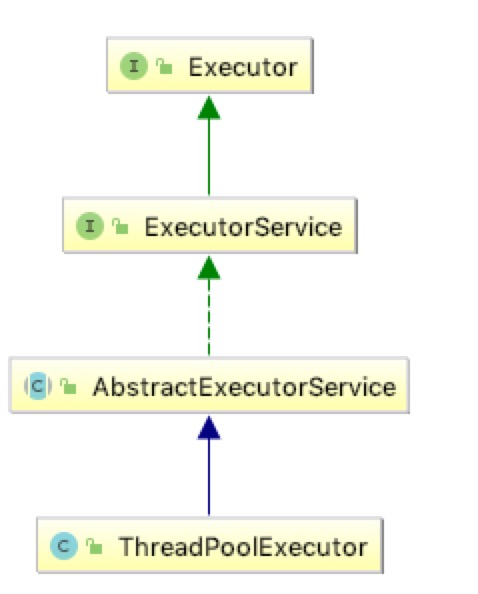 I Executor
I ExecutorService
C AbstractExecutorService
C ThreadPoolExecutor